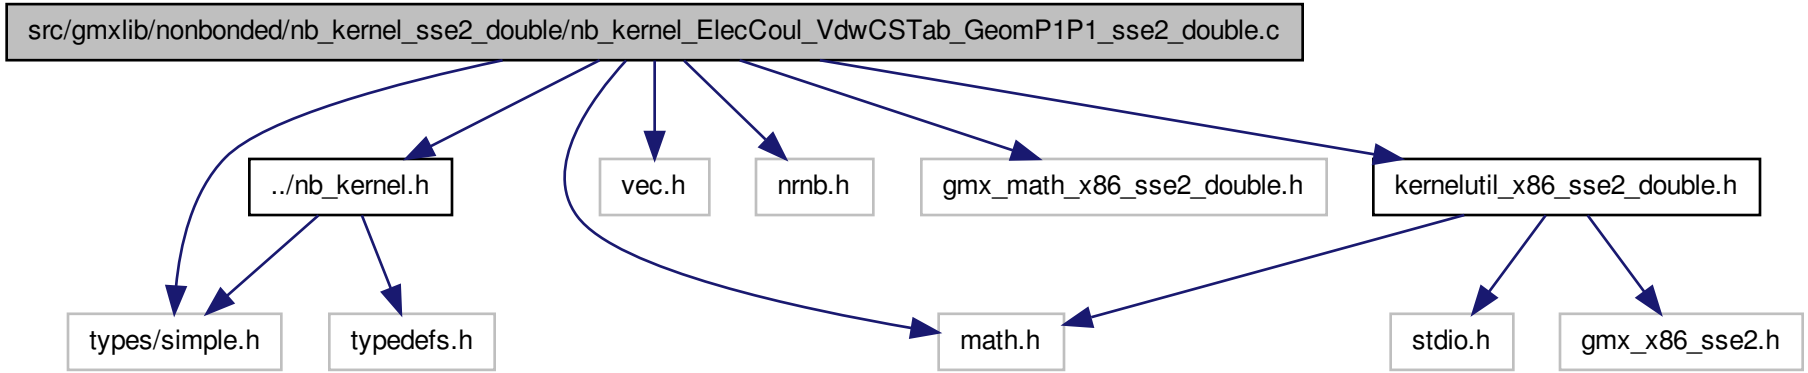 src/gmxlib/nonbonded/nb_kernel_sse2_double/nb_kernel_ElecCoul_VdwCSTab_GeomP1P1_sse2_double.c
../nb_kernel.h
vec.h
nrnb.h
gmx_math_x86_sse2_double.h
kernelutil_x86_sse2_double.h
types/simple.h
typedefs.h
math.h
stdio.h
gmx_x86_sse2.h